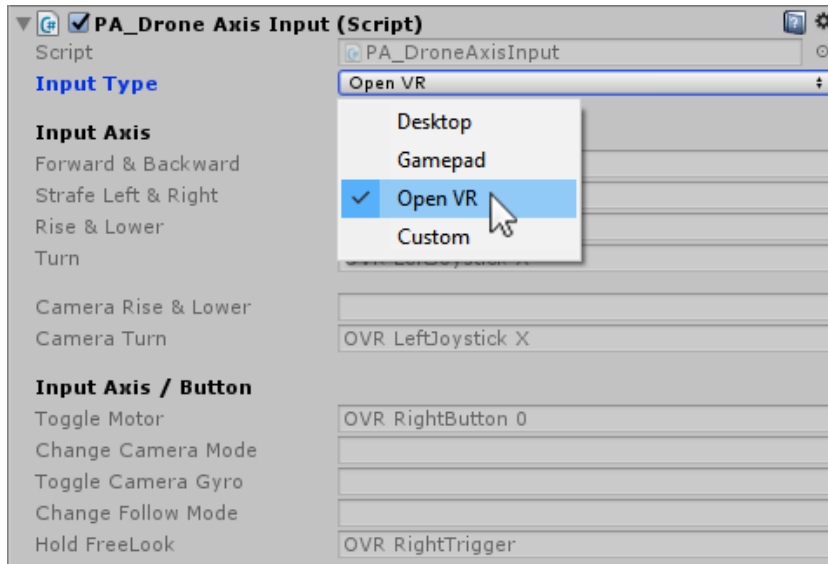 PA_Drone Axis Input (Script)
Script PA_DroneAxisInput
Input Type Open VR
Desktop
Input Axis
Forward & Backward Gamepad
Strafe Left & Right Open VR
Rise & Lower Custom
Turn OVR LeftJoystick X
Camera Rise & Lower
Camera Turn OVR LeftJoystick X
Input Axis / Button
Toggle Motor OVR RightButton 0
Change Camera Mode
Toggle Camera Gyro
Change Follow Mode
Hold FreeLook OVR RightTrigger